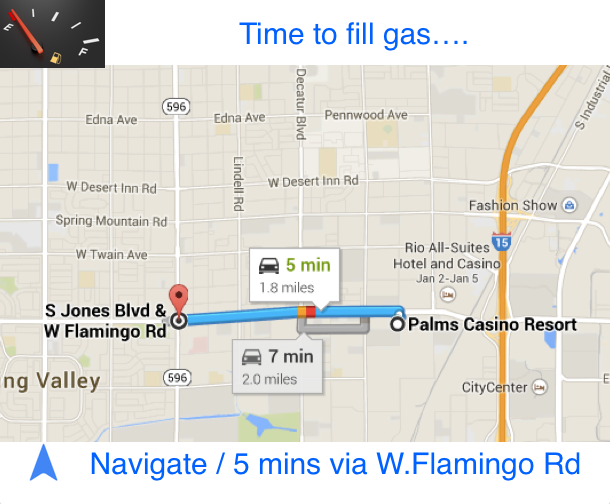 E
F
Time to fill gas….
596
Edna Ave
Edna Ave
Decatur Blvd
Pennwood Ave
S Industrial
W Desert Inn Rd
Lindell Rd
W Desert Inn Rd
Fashion Show
Spring Mountain Rd
15
W Twain Ave
5 min
1.8 miles
Rio All-Suites
Hotel and Casino
Jan 2-Jan 5
S Jones Blvd &
W Flamingo Rd
Palms Casino Resort
7 min
2.0 miles
596
ng Valley
CityCenter
E
Navigate / 5 mins via W.Flamingo Rd